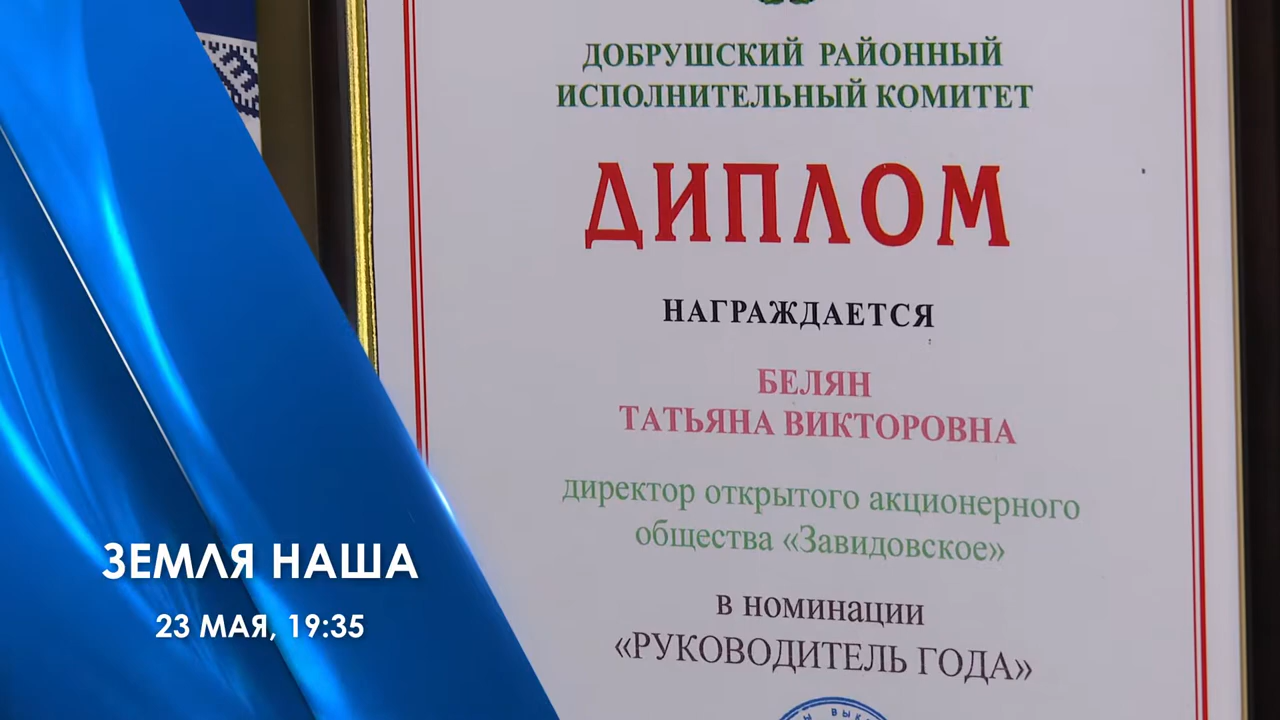 ДОБРУШСКИЙ РАЙОННЫЙ
ИСПОЛНИТЕЛЬНЫЙ КОМИТЕТ
ДИПЛОМ
НАГРАЖДАЕТСЯ
БЕЛЯН
ТАТЬЯНА ВИКТОРОВНА
директор открытого акционерного
общества «Завидовское»
в номинации
«РУКОВОДИТЕЛЬ ГОДА»
ЗЕМЛЯ НАША
23 МАЯ, 19:35